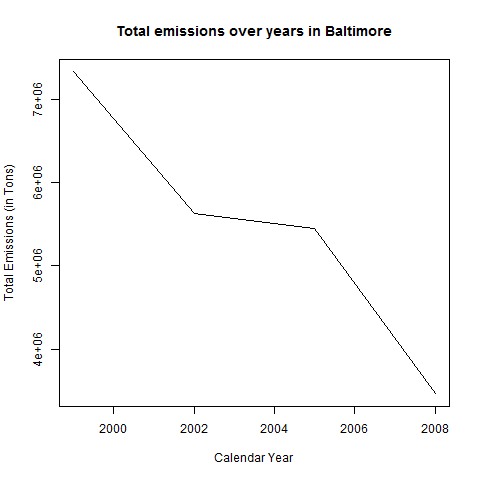 Total emissions over years in Baltimore
Total Emissions (in Tons)
7e+06
6e+06
5e+06
4e+06
2000 2002 2004 2006 2008
Calendar Year